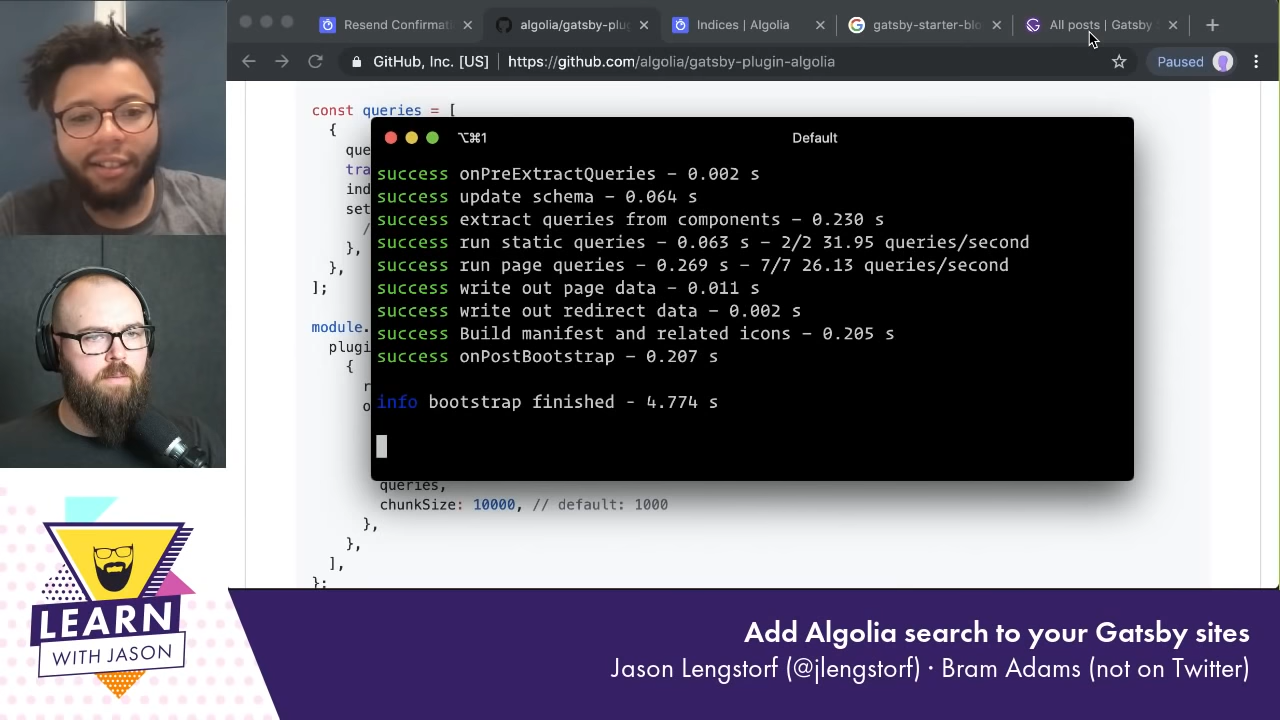 Resend Confirmat
algolia/gatsby-plug
Indices | Algolia
gatsby-starter-blo
All posts | Gatsby S
GitHub, Inc. [US]
https://github.com/algolia/gatsby-plugin-algolia
Paused
const queries = [
{
que
tra
ind
set
/
},
},
];
module.
plugi
{
r
o
⌥⌘1
Default
success onPreExtractQueries — 0.002 s
success update schema — 0.064 s
success extract queries from components — 0.230 s
success run static queries — 0.063 s — 2/2 31.95 queries/second
success run page queries — 0.269 s — 7/7 26.13 queries/second
success write out page data — 0.011 s
success write out redirect data — 0.002 s
success Build manifest and related icons — 0.205 s
success onPostBootstrap — 0.207 s
info bootstrap finished - 4.774 s
queries,
chunkSize: 10000, // default: 1000
},
},
],
};
LEARN
WITH JASON
Add Algolia search to your Gatsby sites
Jason Lengstorf (@jlengstorf) · Bram Adams (not on Twitter)